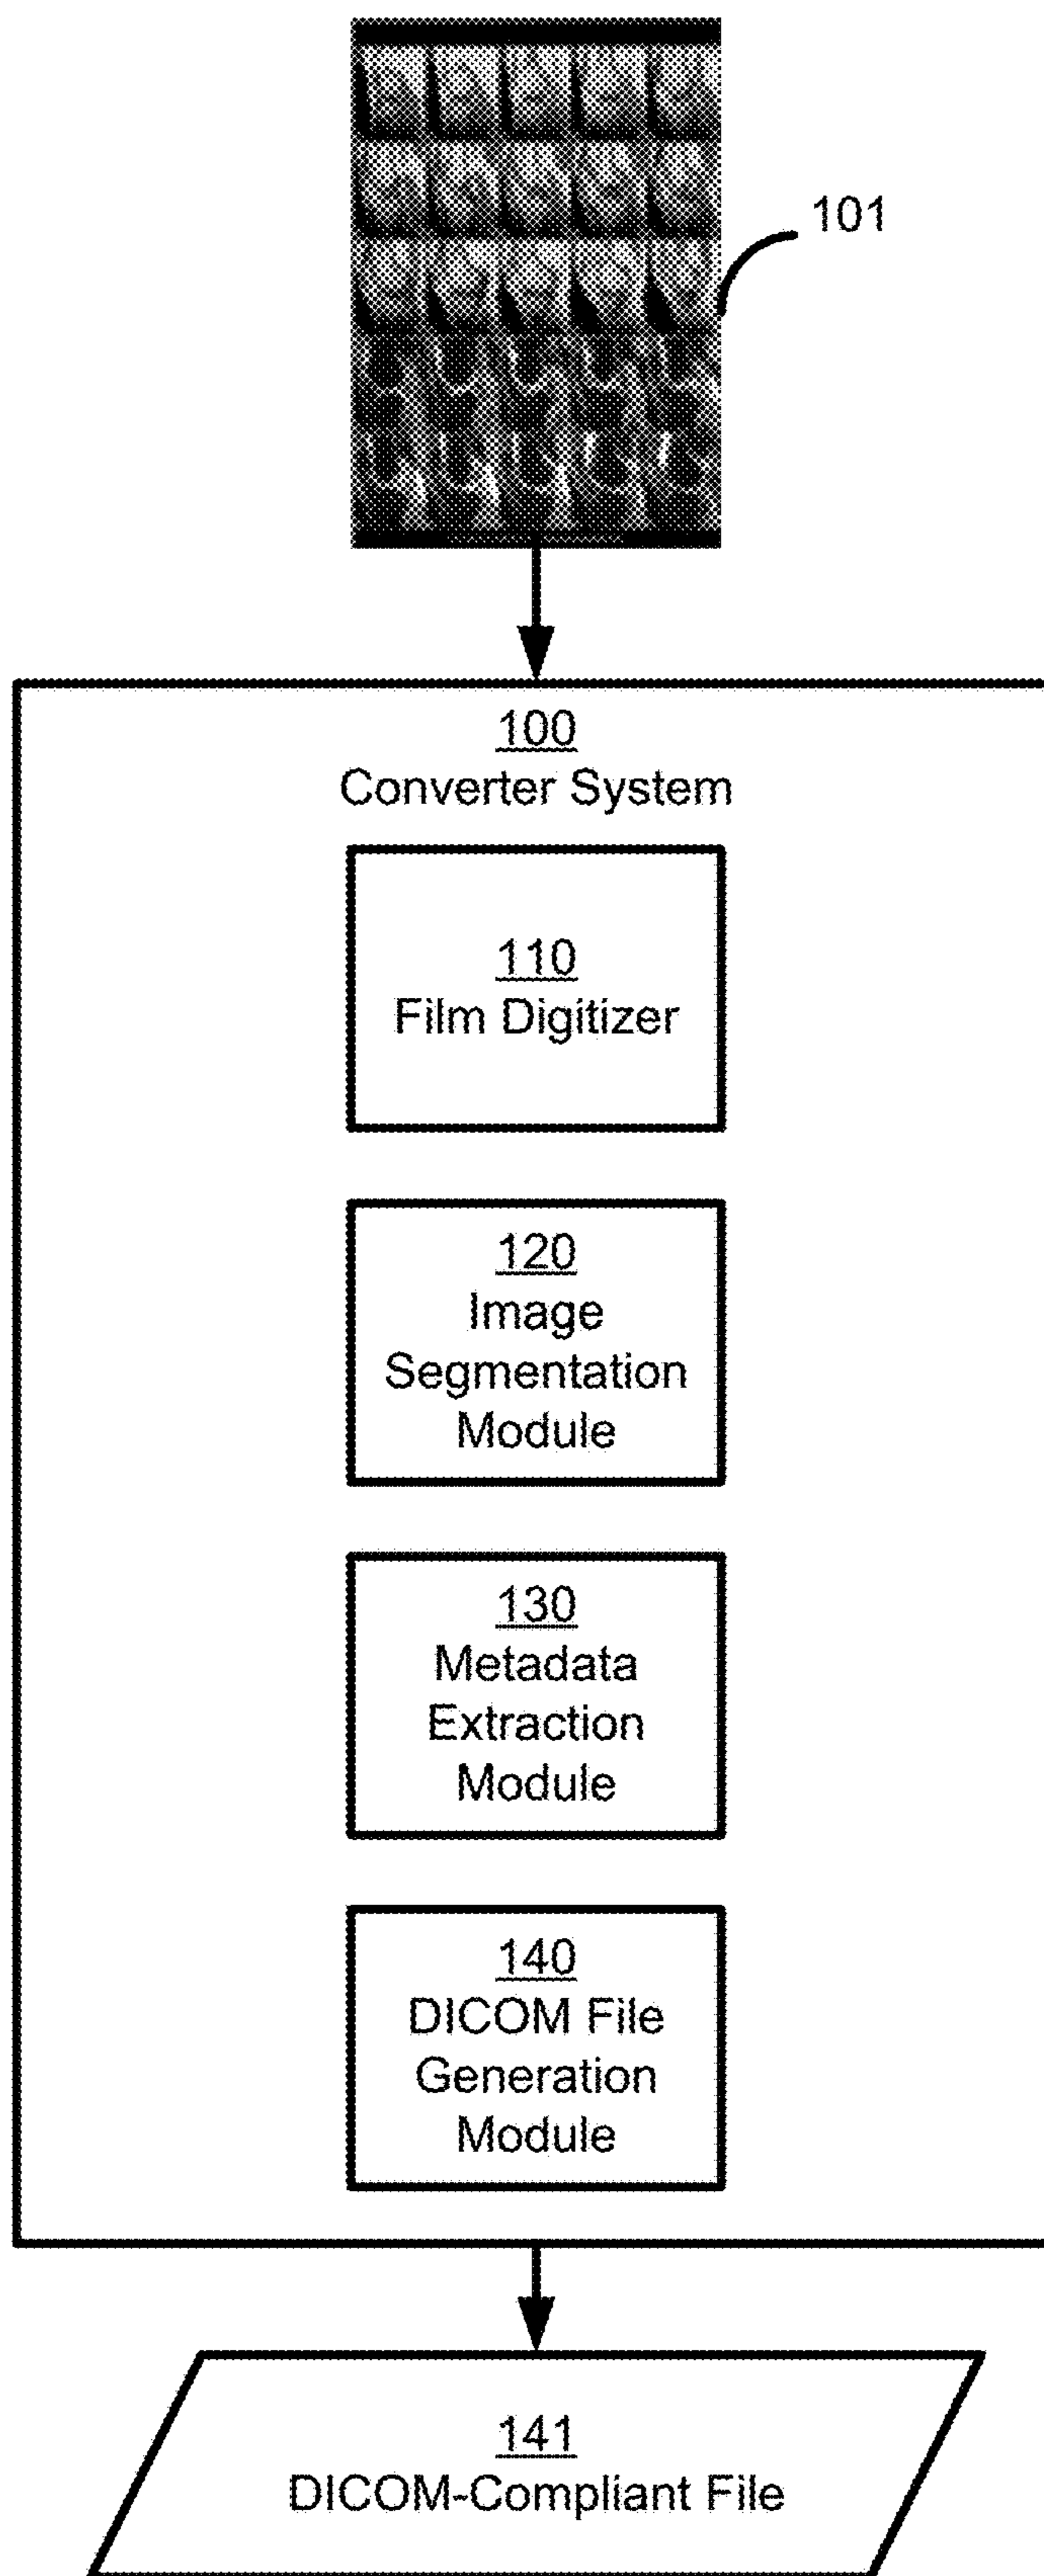 101
100
Converter System
110
Film Digitizer
120
Image
Segmentation
Module
130
Metadata
Extraction
Module
140
DICOM File
Generation
Module
141
DICOM-Compliant File